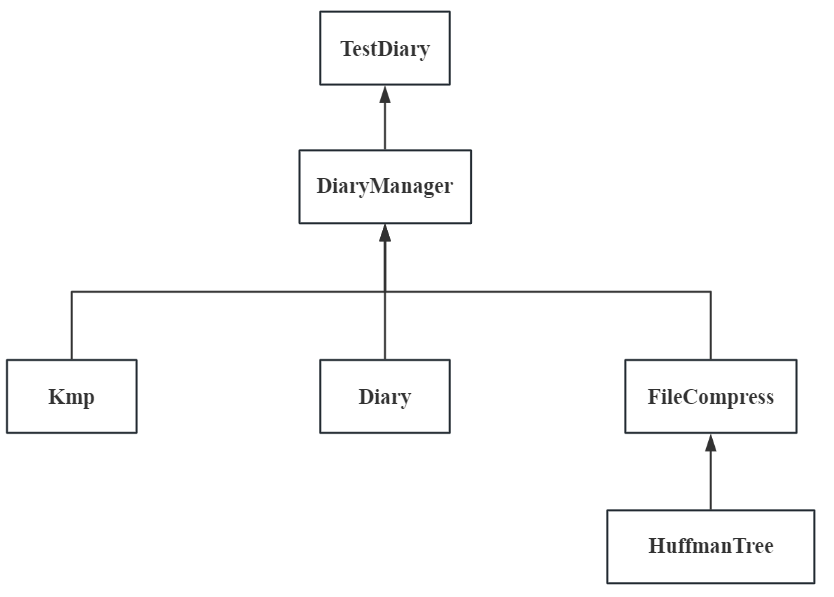 TestDiary
DiaryManager
Kmp
Diary
FileCompress
HuffmanTree